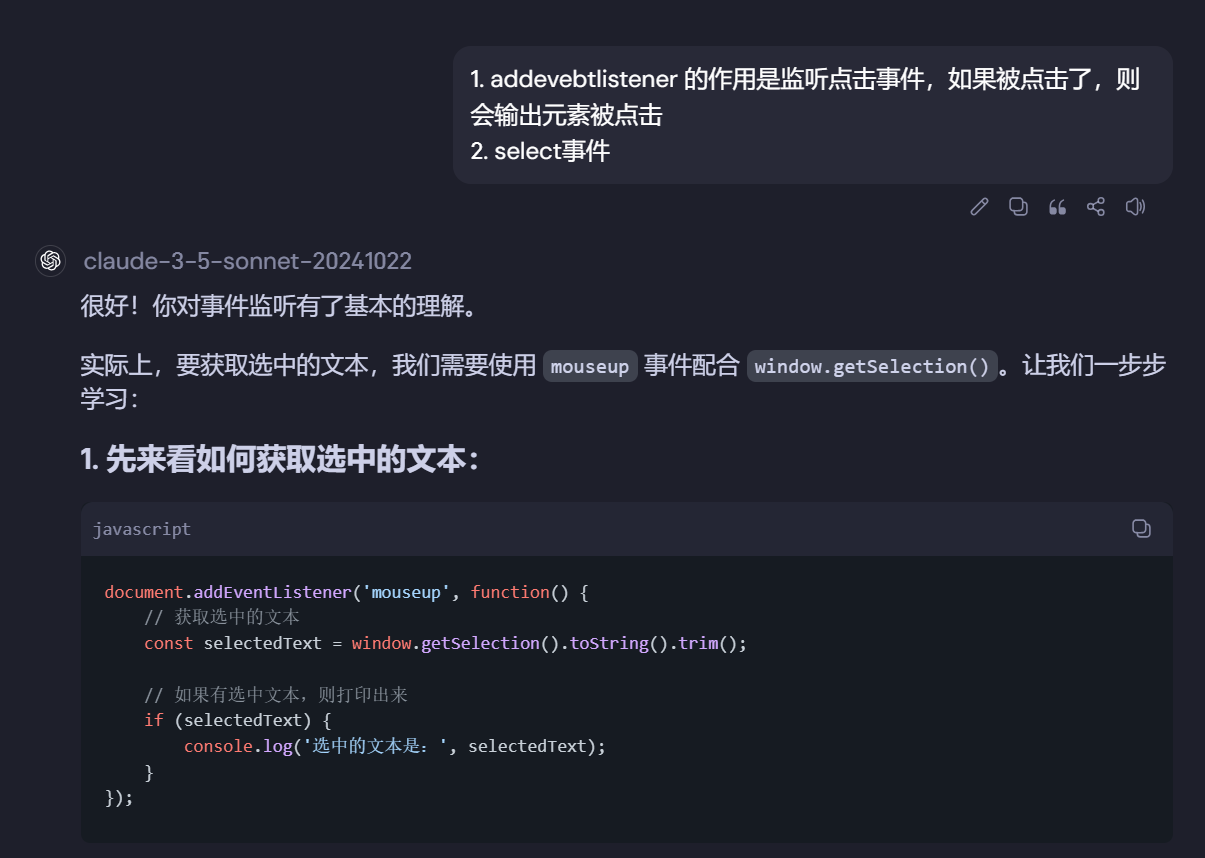 1. addevebtlistener 的作用是监听点击事件，如果被点击了，则
会输出元素被点击
2. select事件
claude-3-5-sonnet-20241022
很好！你对事件监听有了基本的理解。
实际上，要获取选中的文本，我们需要使用 mouseup 事件配合 window.getSelection() 。让我们一步步
学习：
1. 先来看如何获取选中的文本：
javascript
document.addEventListener('mouseup', function() {
    // 获取选中的文本
    const selectedText = window.getSelection().toString().trim();
    // 如果有选中文本，则打印出来
    if (selectedText) {
        console.log('选中的文本是：', selectedText);
    }
});